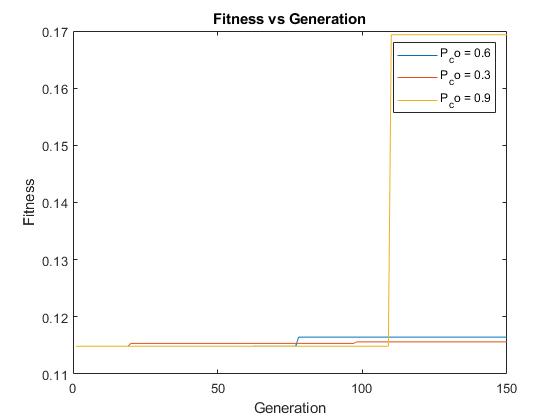 Fitness vs Generation
0.17
0.16
0.15
0.14
0.13
0.12
0.11
Fitness
P_co = 0.6
P_co = 0.3
P_co = 0.9
0 50 100 150
Generation